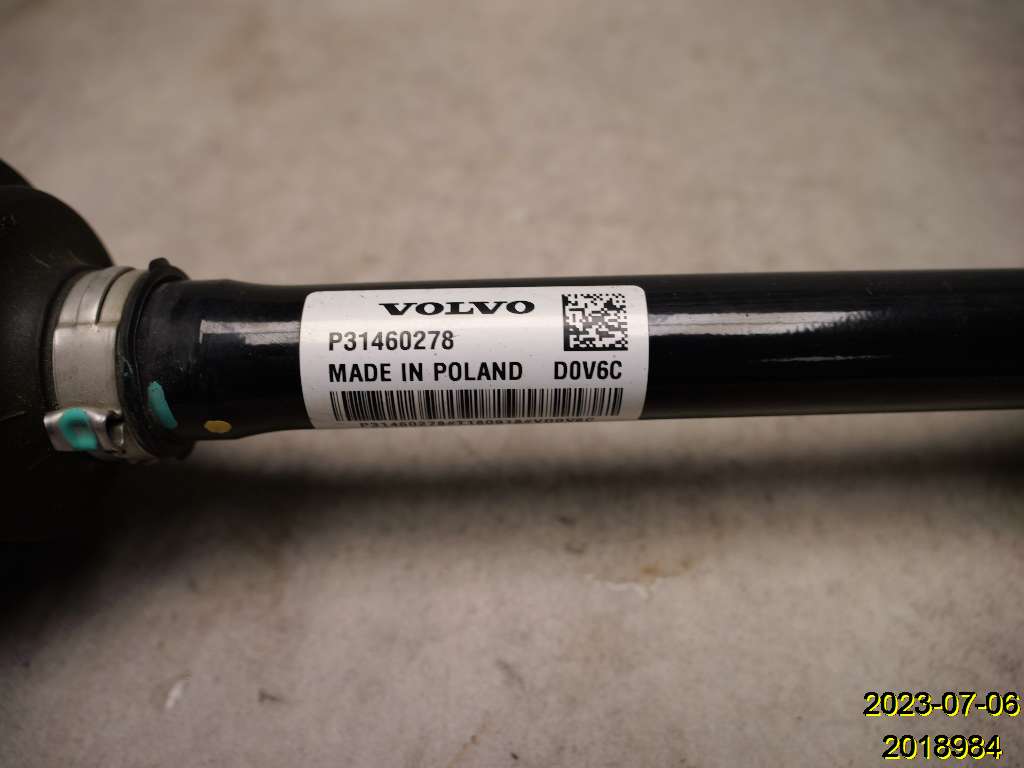 VOLVO
P31460278
MADE IN POLAND D0V6C
2023-07-06
2018984